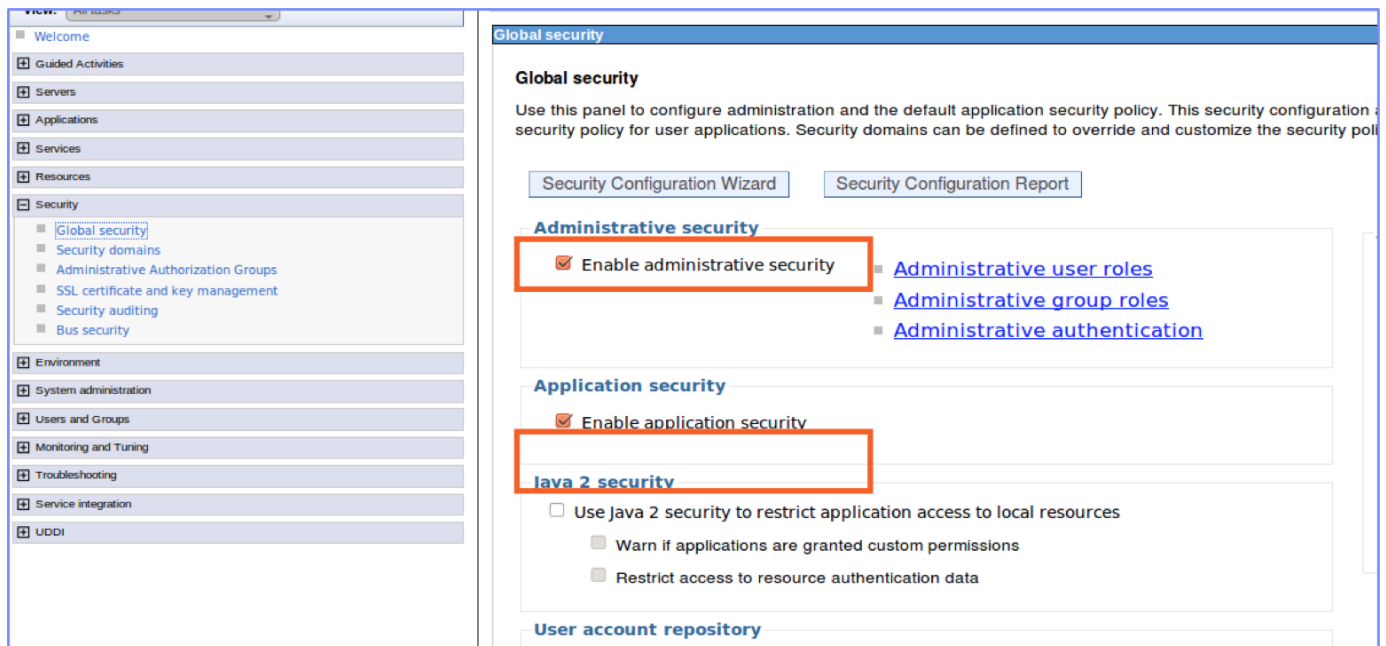 View: All tasks
Welcome
Guided Activities
Servers
Applications
Services
Resources
Security
Global security
Security domains
Administrative Authorization Groups
SSL certificate and key management
Security auditing
Bus security
Environment
System administration
Users and Groups
Monitoring and Tuning
Troubleshooting
Service integration
UDDI
Global security
Global security
Use this panel to configure administration and the default application security policy. This security configuration
security policy for user applications. Security domains can be defined to override and customize the security poli
Security Configuration Wizard Security Configuration Report
Administrative security
Enable administrative security
Administrative user roles
Administrative group roles
Administrative authentication
Application security
Enable application security
Java 2 security
Use Java 2 security to restrict application access to local resources
Warn if applications are granted custom permissions
Restrict access to resource authentication data
User account repository